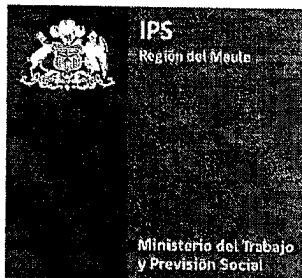 IPS
Región del Maule
Ministerio del Trabajo
y Previsión Social